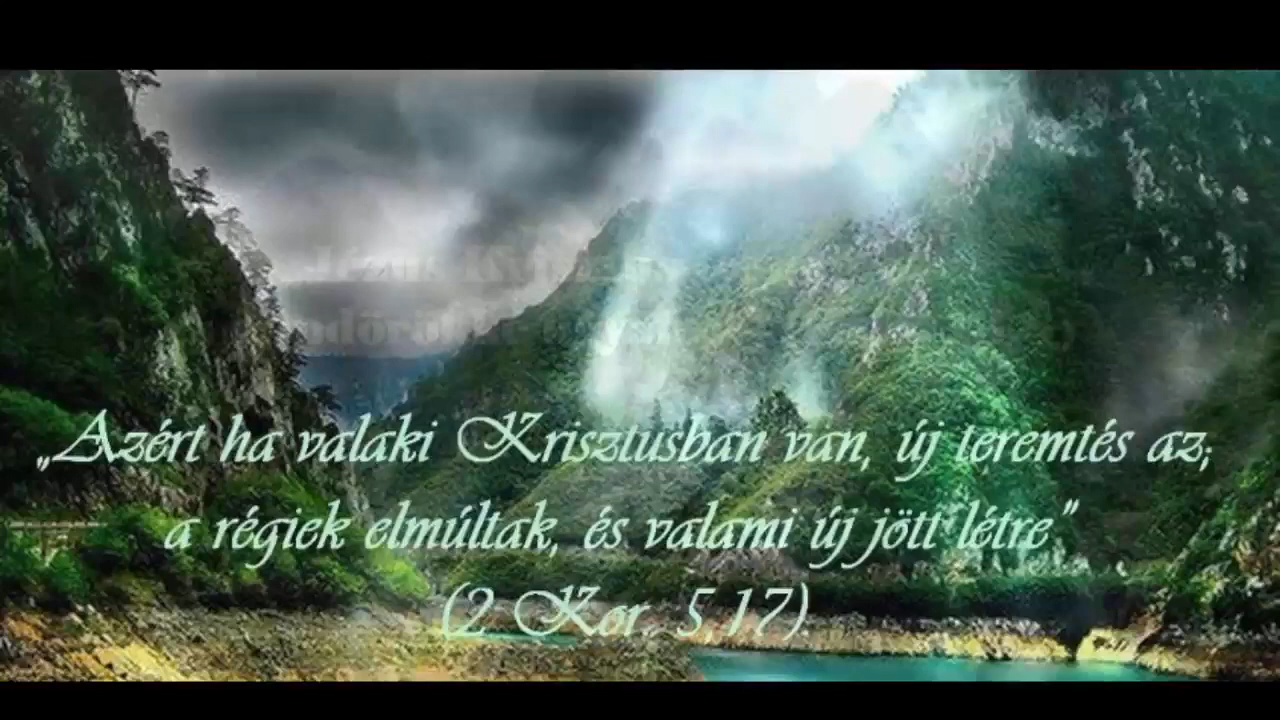 „Azért ha valaki Krisztusban van, új teremtés az;
a régiek elmúltak, és valami új jött létre”
(2 Kor. 5,17).